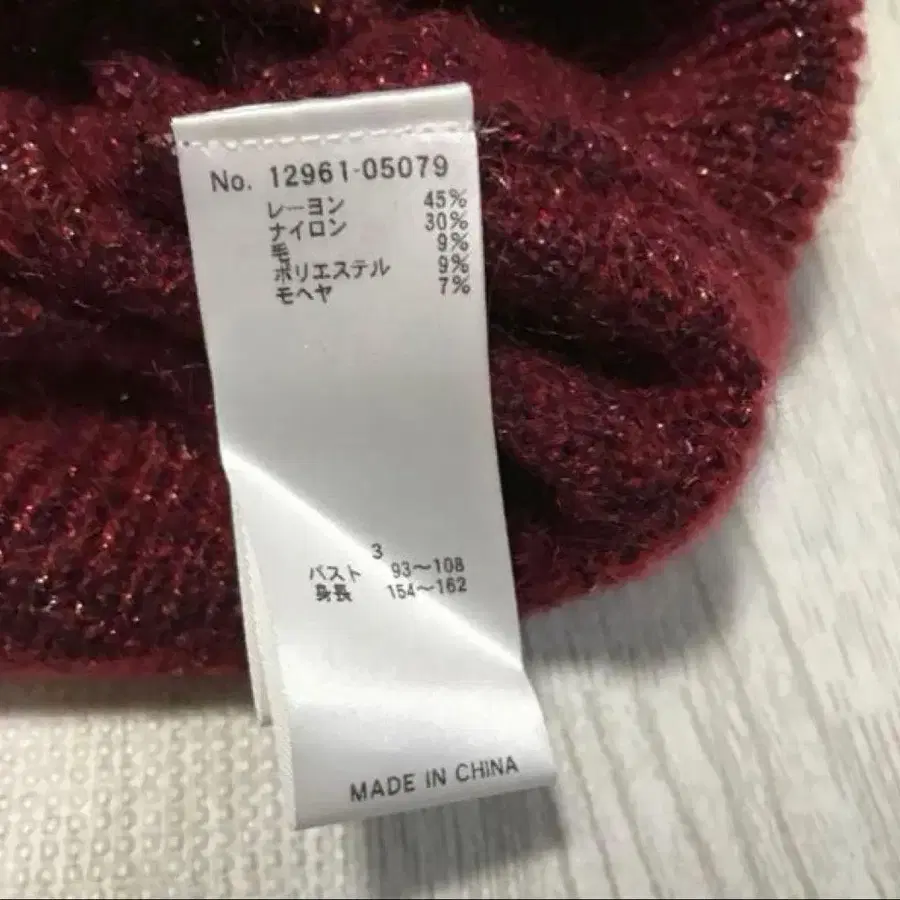 No. 12961-05079
レーヨン 45%
ナイロン 30%
毛 9%
ポリエステル 9%
モヘヤ 7%
3
バスト 93〜108
身長 154〜162
MADE IN CHINA